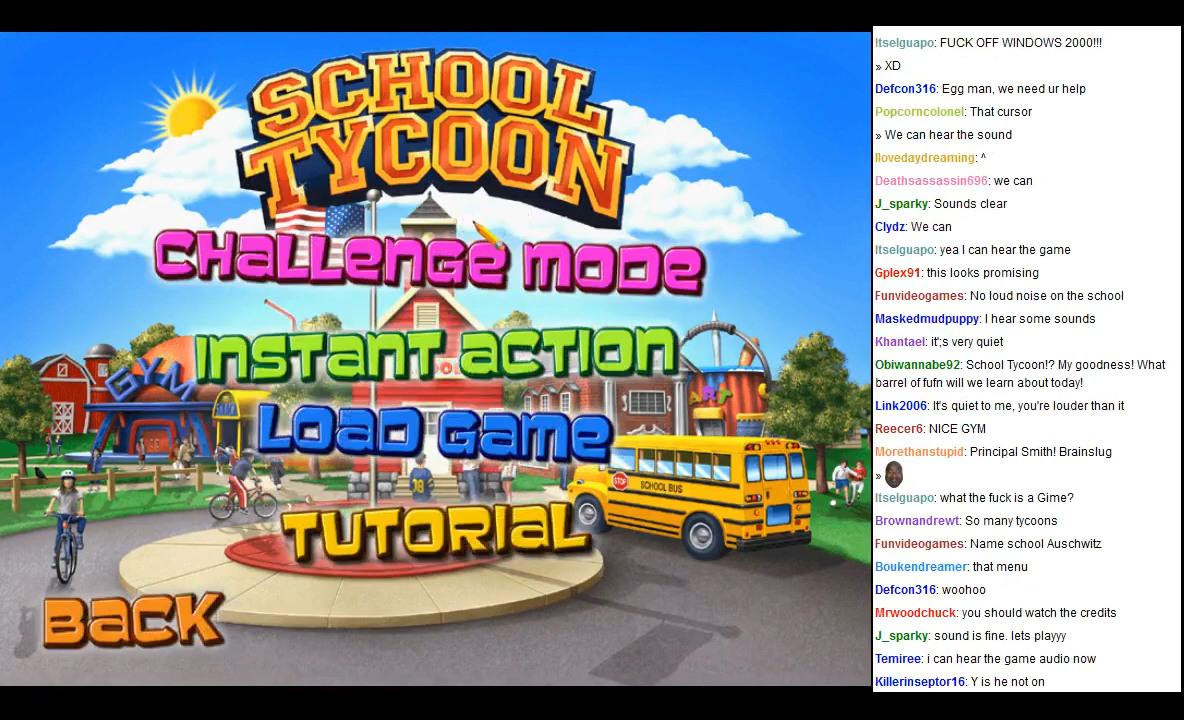 SCHOOL
TYCOON
CHALLENGE MODE
INSTANT ACTION
LOAD GAME
TUTORIAL
BACK
GYM
ART
STOP
SCHOOL BUS
Itselguapo: FUCK OFF WINDOWS 2000!!!
» XD
Defcon316: Egg man, we need ur help
Popcorncolonel: That cursor
» We can hear the sound
Ilovedaydreaming: ^
Deathsassassin696: we can
J_sparky: Sounds clear
Clydz: We can
Itselguapo: yea I can hear the game
Gplex91: this looks promising
Funvideogames: No loud noise on the school
Maskedmudpuppy: I hear some sounds
Khantael: it';s very quiet
Obiwannabe92: School Tycoon!? My goodness! What
barrel of fufn will we learn about today!
Link2006: It's quiet to me, you're louder than it
Reecer6: NICE GYM
Morethanstupid: Principal Smith! Brainslug
»
Itselguapo: what the fuck is a Gime?
Brownandrewt: So many tycoons
Funvideogames: Name school Auschwitz
Boukendreamer: that menu
Defcon316: woohoo
Mrwoodchuck: you should watch the credits
J_sparky: sound is fine. lets playyy
Temiree: i can hear the game audio now
Killerinseptor16: Y is he not on